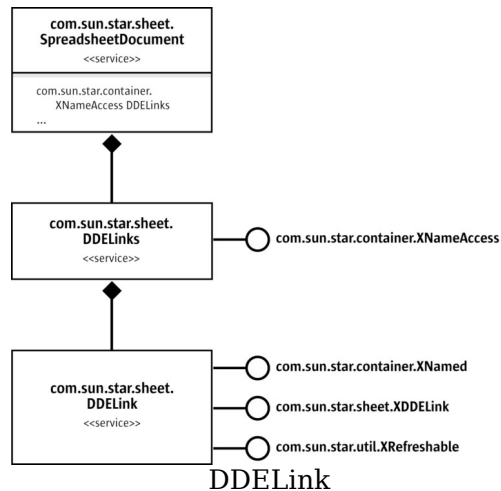 com.sun.star.sheet.
SpreadsheetDocument
<<service>>
com.sun.star.container.
XNameAccess DDELinks
...
com.sun.star.sheet.
DDELinks
<<service>>
com.sun.star.container.XNameAccess
com.sun.star.sheet.
DDELink
<<service>>
com.sun.star.container.XNamed
com.sun.star.sheet.XDDELink
com.sun.star.util.XRefreshable
DDELink